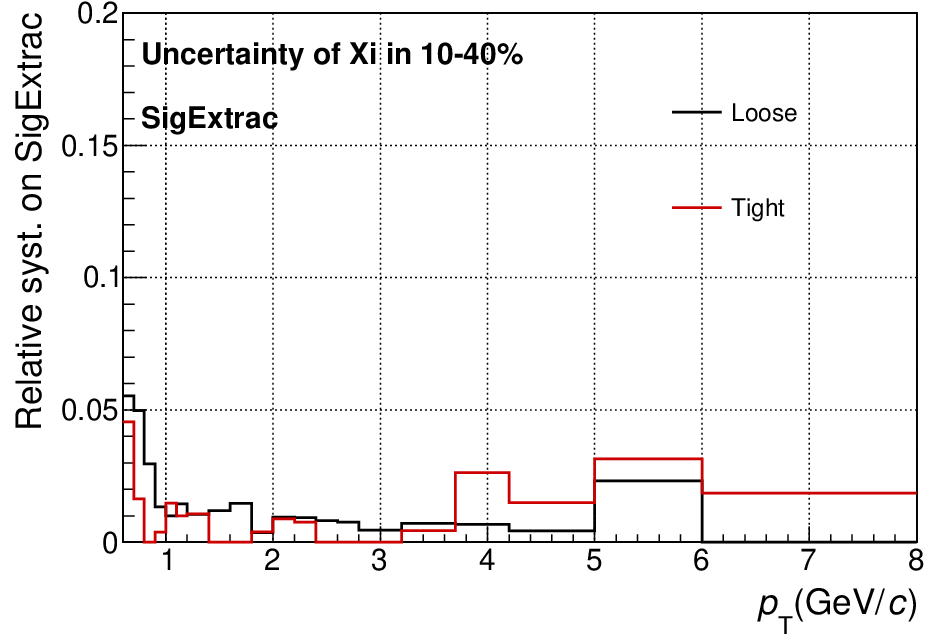 Relative syst. on SigExtrac
0.2
0.15
0.1
0.05
0
Uncertainty of Xi in 10-40%
SigExtrac
Loose
Tight
1 2 3 4 5 6 7 8
pT(GeV/c)